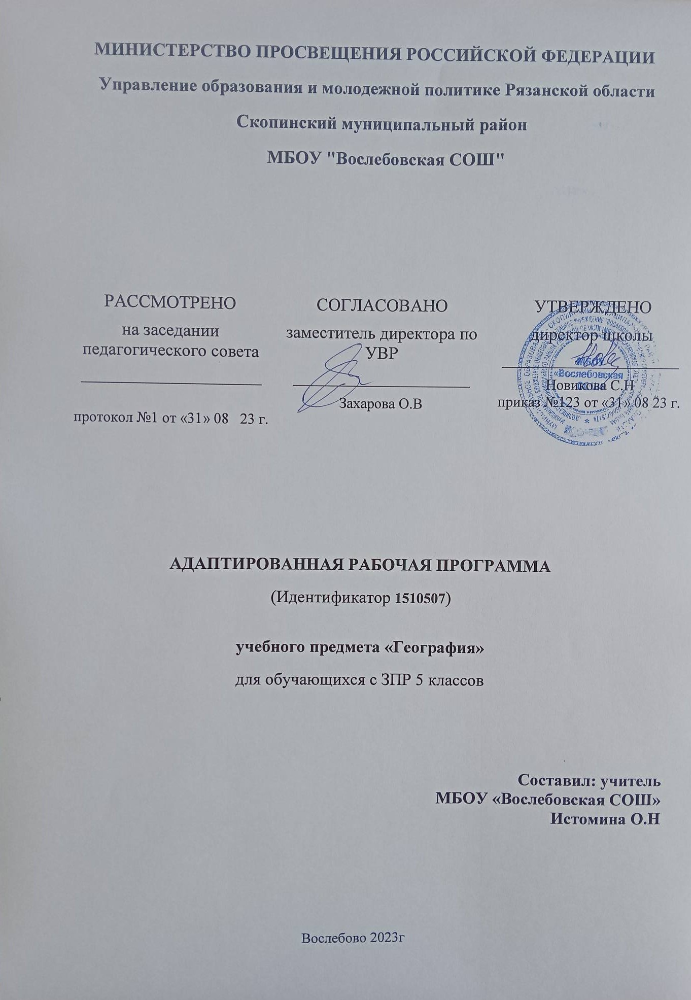 МИНИСТЕРСТВО ПРОСВЕЩЕНИЯ РОССИЙСКОЙ ФЕДЕРАЦИИ
Управление образования и молодежной политике Рязанской области
Скопинский муниципальный район
МБОУ "Вослебовская СОШ"
РАССМОТРЕНО
на заседании
педагогического совета
протокол №1 от «31» 08 23 г.
СОГЛАСОВАНО
заместитель директора по
УВР
Захарова О.В
УТВЕРЖДЕНО
директор школы
«Вослебовская
Новикова С.Н
приказ №123 от «31» 08 23 г.
АДАПТИРОВАННАЯ РАБОЧАЯ ПРОГРАММА
(Идентификатор 1510507)
учебного предмета «География»
для обучающихся с ЗПР 5 классов
Составил: учитель
МБОУ «Вослебовская СОШ»
Истомина О.Н
Вослебово 2023г